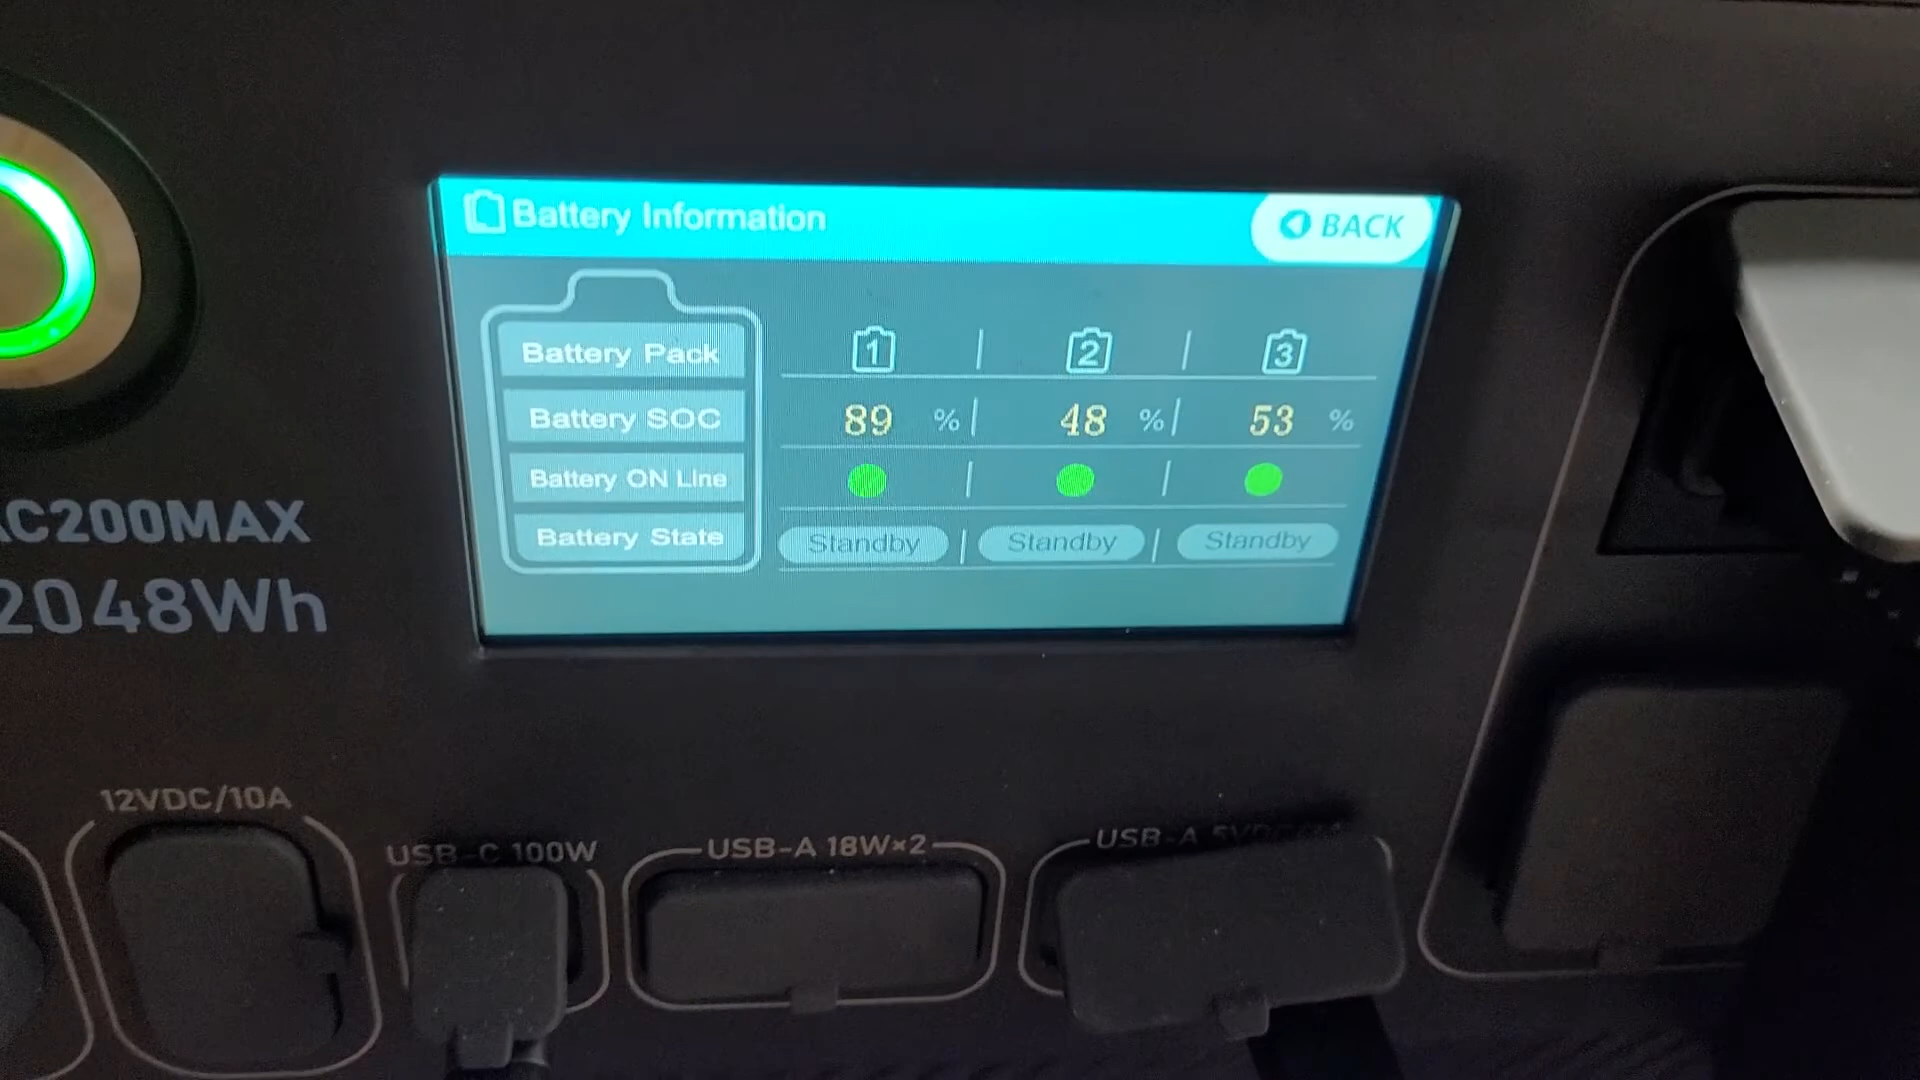 Battery Information
BACK
Battery Pack 1 | 2 | 3
Battery SOC 89 % | 48 % | 53 %
Battery ON Line | |
Battery State Standby | Standby | Standby
AC200MAX
2048Wh
12VDC/10A
USB-C 100W
USB-A 18W×2
USB-A